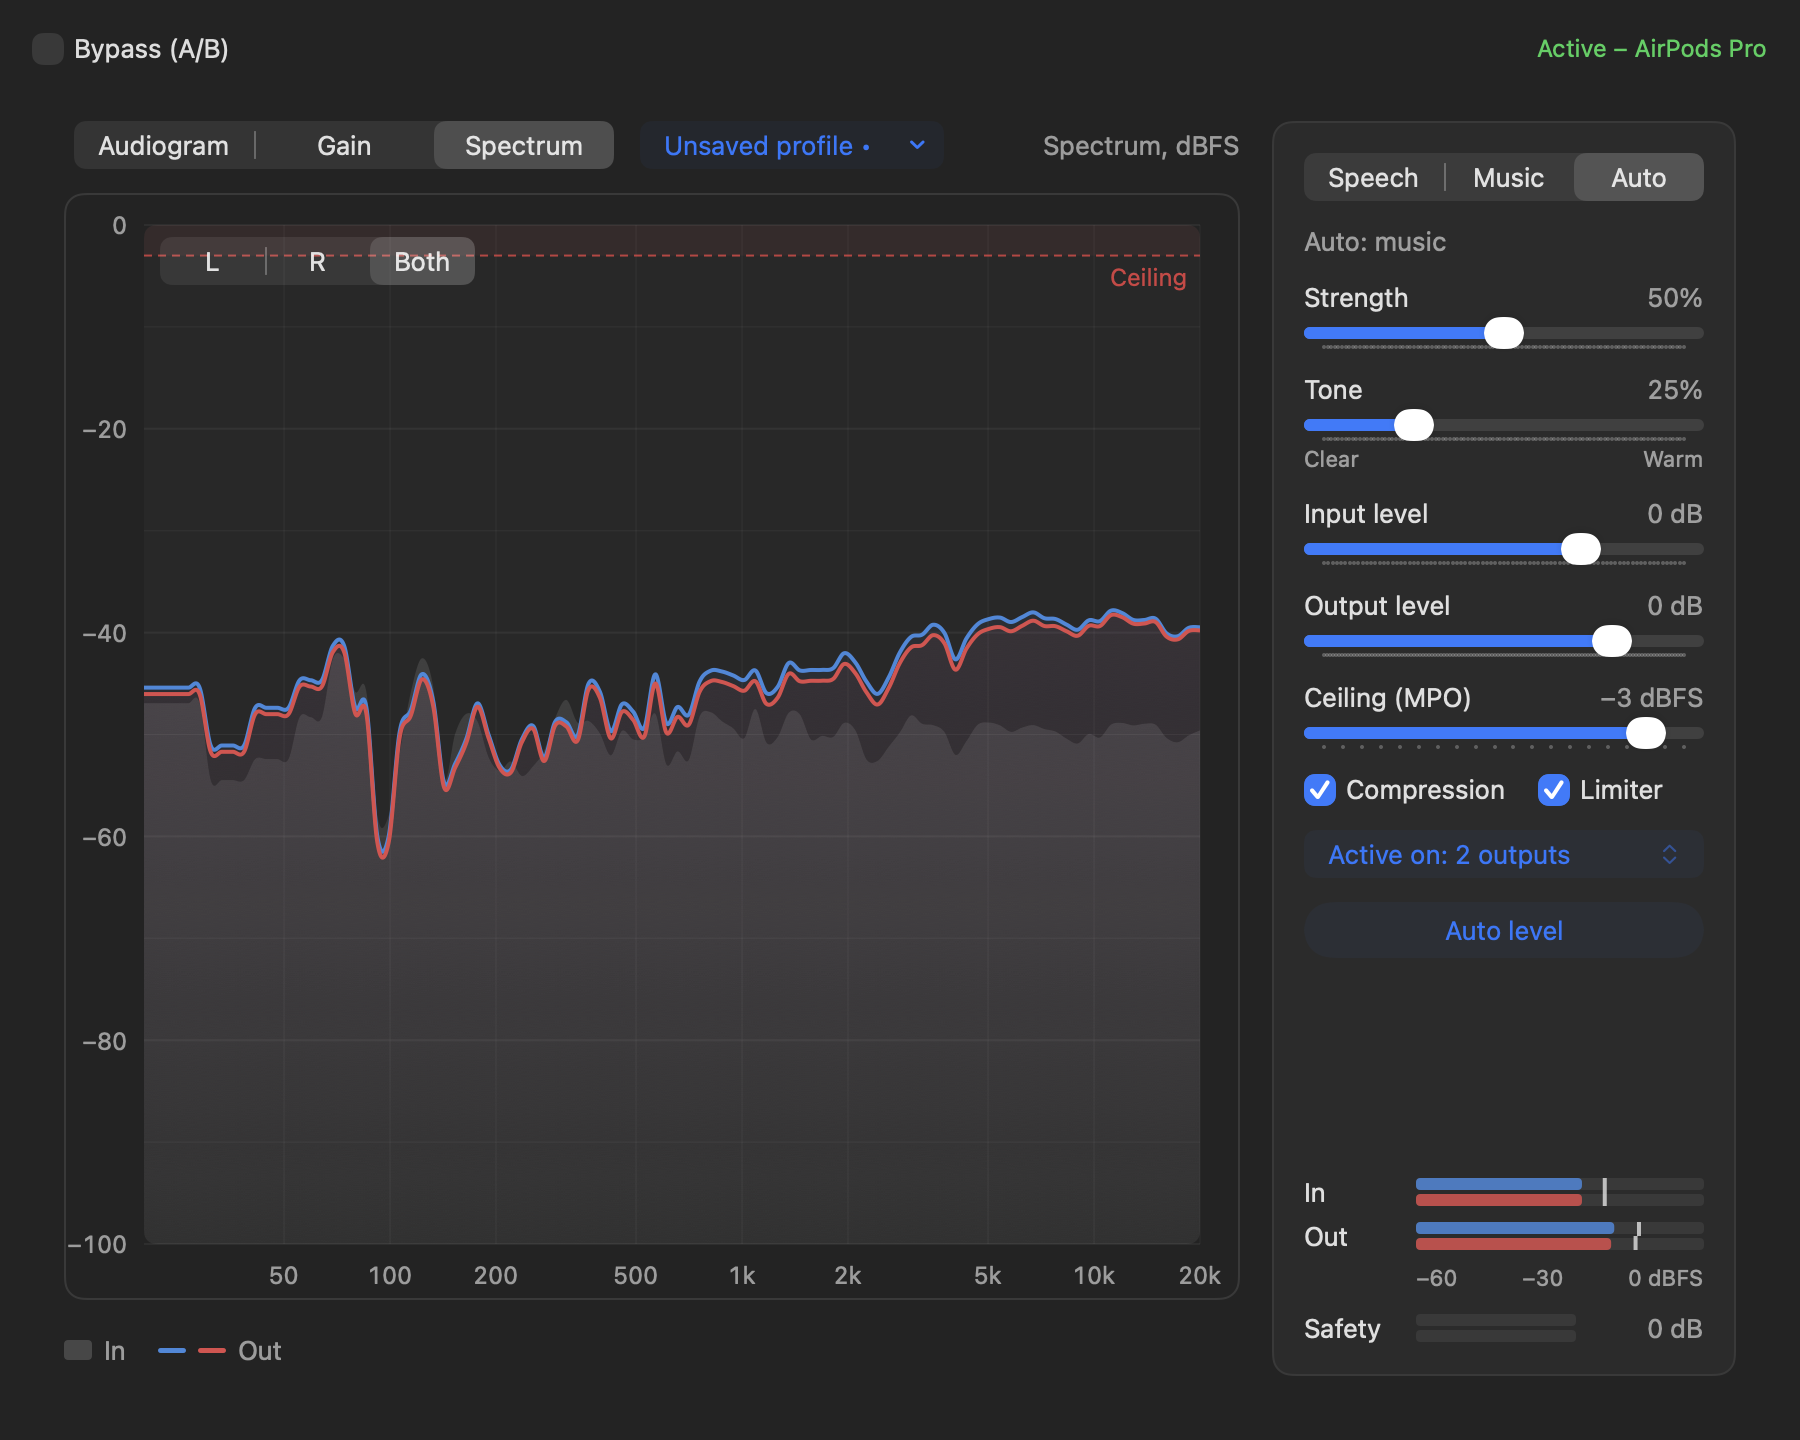 Bypass (A/B)
Active – AirPods Pro
Audiogram Gain Spectrum
Unsaved profile •
Spectrum, dBFS
L R Both
Ceiling
0
−20
−40
−60
−80
−100
50 100 200 500 1k 2k 5k 10k 20k
In Out
Speech Music Auto
Auto: music
Strength 50%
Tone 25%
Clear Warm
Input level 0 dB
Output level 0 dB
Ceiling (MPO) −3 dBFS
Compression Limiter
Active on: 2 outputs
Auto level
In
Out
−60 −30 0 dBFS
Safety 0 dB